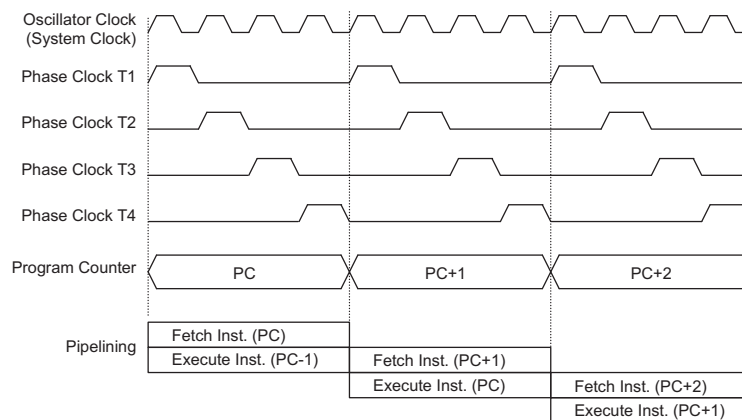 Oscillator Clock
(System Clock)
Phase Clock T1
Phase Clock T2
Phase Clock T3
Phase Clock T4
Program Counter
PC
PC+1
PC+2
Pipelining
Fetch Inst. (PC)
Execute Inst. (PC-1)
Fetch Inst. (PC+1)
Execute Inst. (PC)
Fetch Inst. (PC+2)
Execute Inst. (PC+1)